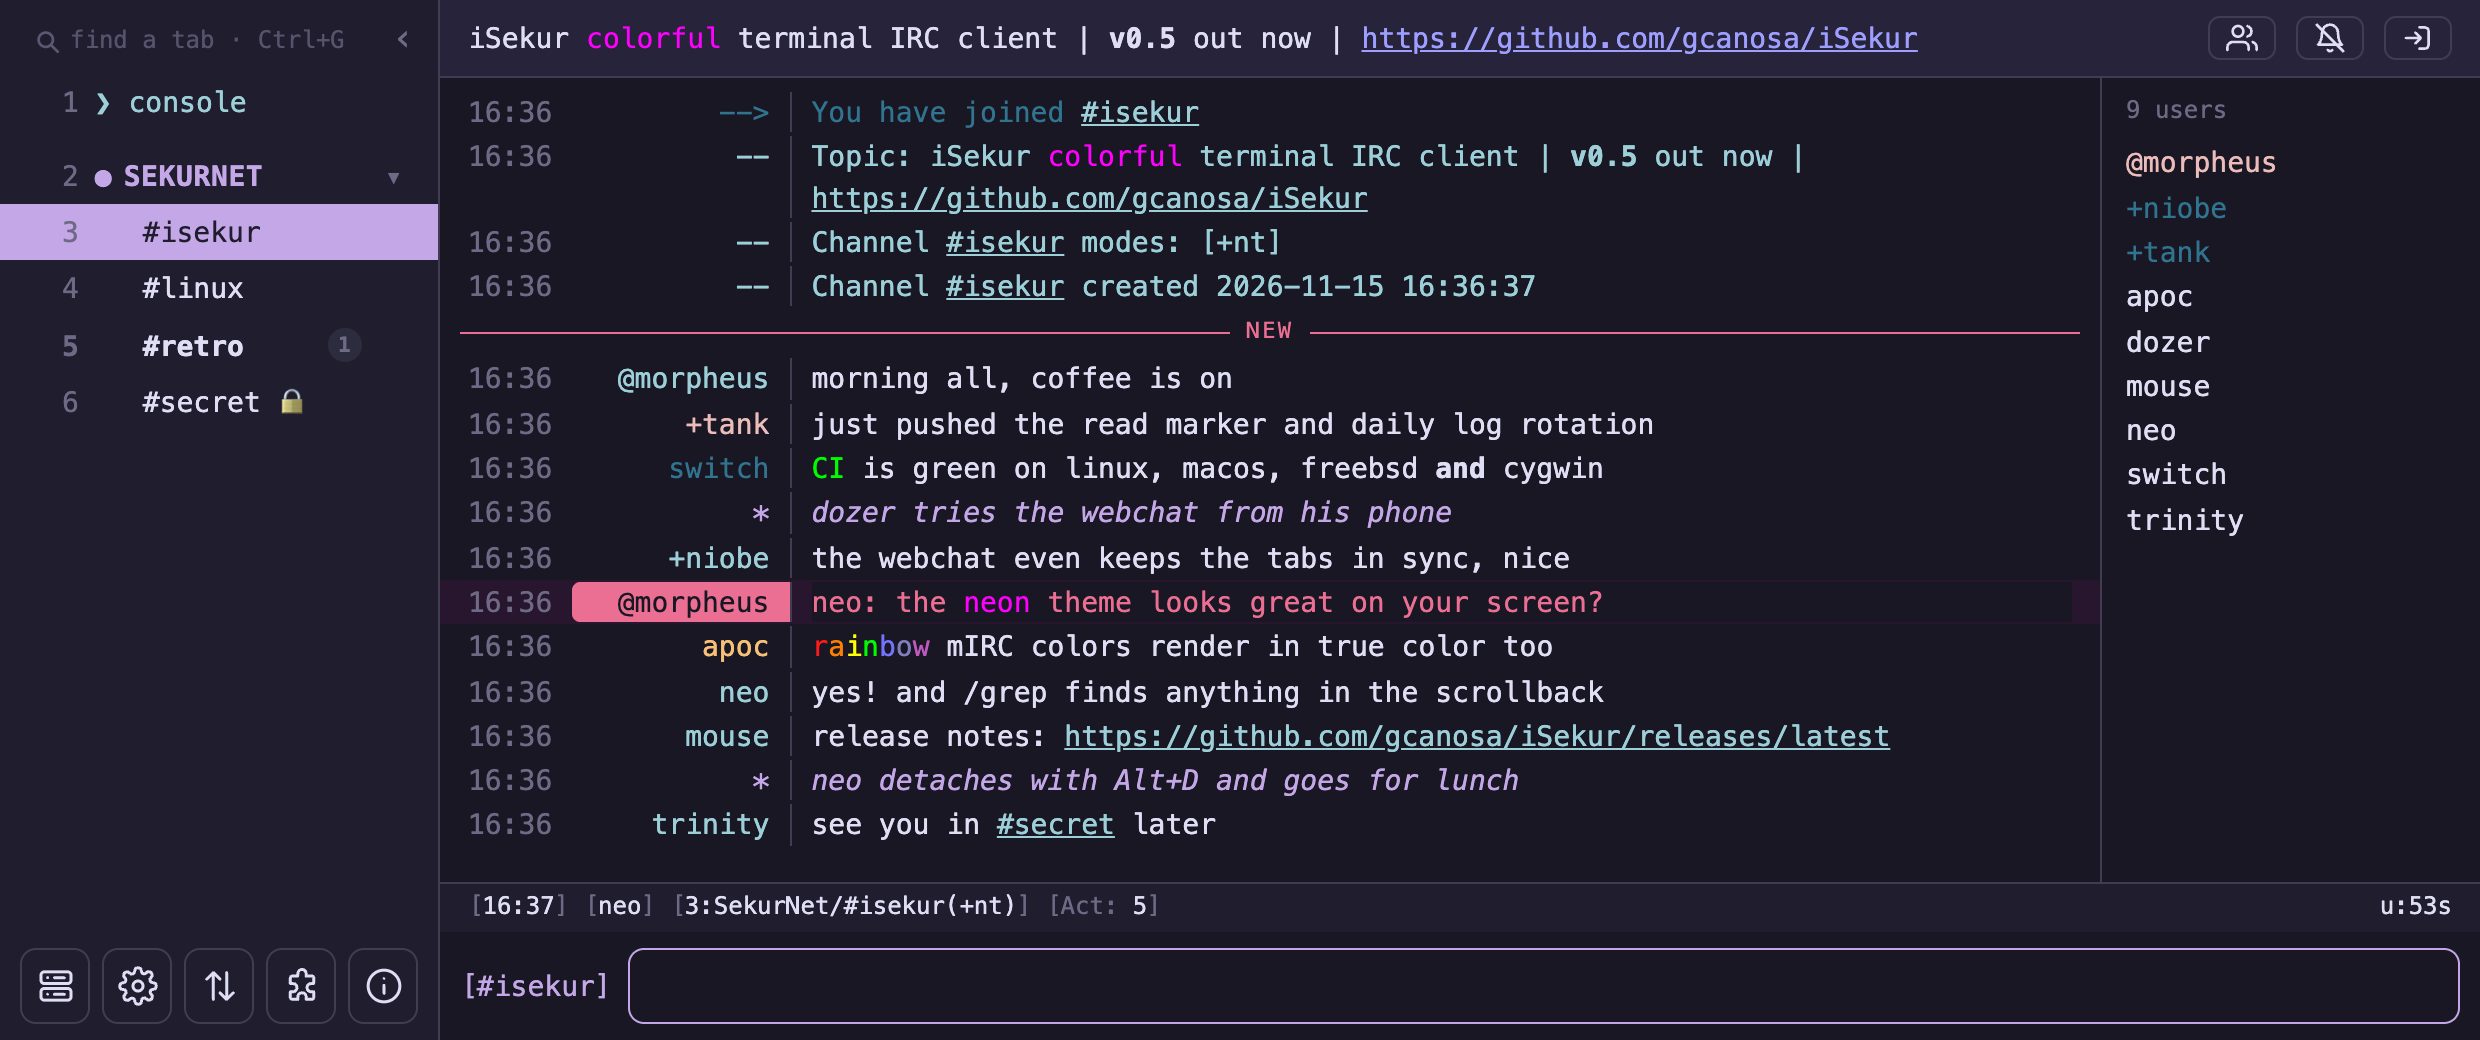 find a tab · Ctrl+G
1 ❯ console
2 ● SEKURNET ▼
3 #isekur
4 #linux
5 #retro 1
6 #secret 🔒
iSekur colorful terminal IRC client | v0.5 out now | https://github.com/gcanosa/iSekur
16:36 --> You have joined #isekur
16:36 -- Topic: iSekur colorful terminal IRC client | v0.5 out now |
https://github.com/gcanosa/iSekur
16:36 -- Channel #isekur modes: [+nt]
16:36 -- Channel #isekur created 2026-11-15 16:36:37
NEW
16:36 @morpheus morning all, coffee is on
16:36 +tank just pushed the read marker and daily log rotation
16:36 switch CI is green on linux, macos, freebsd and cygwin
16:36 * dozer tries the webchat from his phone
16:36 +niobe the webchat even keeps the tabs in sync, nice
16:36 @morpheus neo: the neon theme looks great on your screen?
16:36 apoc rainbow mIRC colors render in true color too
16:36 neo yes! and /grep finds anything in the scrollback
16:36 mouse release notes: https://github.com/gcanosa/iSekur/releases/latest
16:36 * neo detaches with Alt+D and goes for lunch
16:36 trinity see you in #secret later
9 users
@morpheus
+niobe
+tank
apoc
dozer
mouse
neo
switch
trinity
[16:37] [neo] [3:SekurNet/#isekur(+nt)] [Act: 5] u:53s
[#isekur]